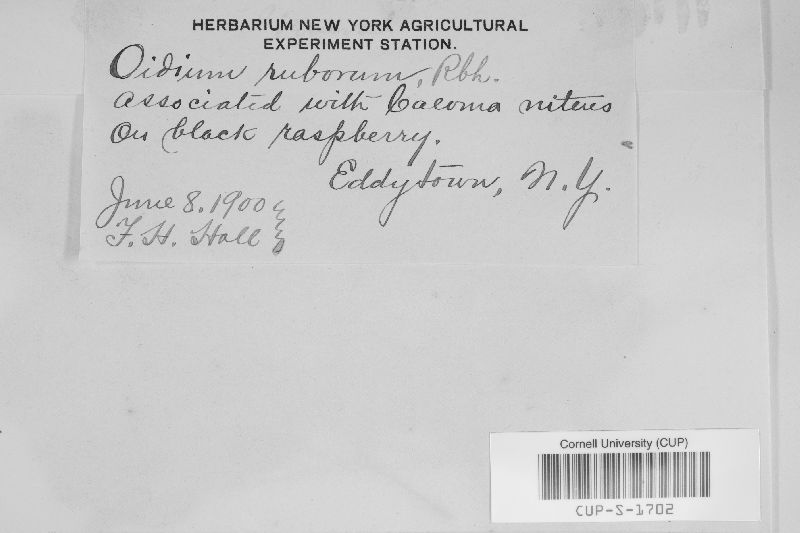 HERBARIUM NEW YORK AGRICULTURAL
EXPERIMENT STATION.
Oidium ruborum, Rbh.
Associated with Caeoma nitens
On black raspberry.
Eddytown, N.Y.
June 8. 1900
F. H. Hall
Cornell University (CUP)
CUP-S-1702